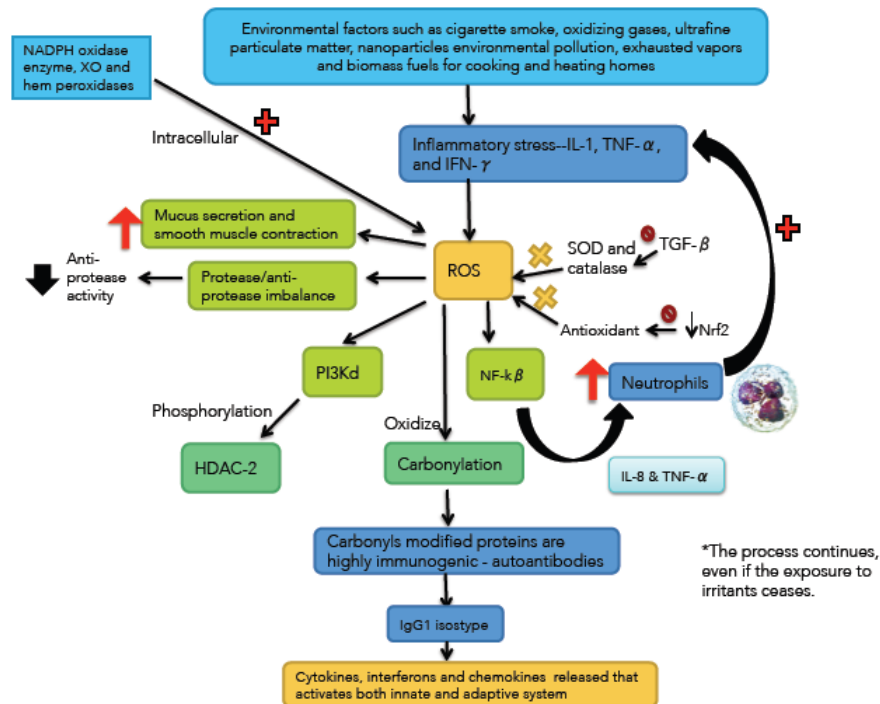 Environmental factors such as cigarette smoke, oxidizing gases, ultrafine
particulate matter, nanoparticles environmental pollution, exhausted vapors
and biomass fuels for cooking and heating homes
NADPH oxidase
enzyme, XO and
hem peroxidases
Intracellular
Inflammatory stress--IL-1, TNF-α,
and IFN-γ
Mucus secretion and
smooth muscle contraction
Anti-
protease
activity
Protease/anti-
protease imbalance
ROS
SOD and
catalase
TGF-β
Antioxidant
Nrf2
PI3Kd
NF-kβ
Neutrophils
Phosphorylation
Oxidize
HDAC-2
Carbonylation
IL-8 & TNF-α
Carbonyls modified proteins are
highly immunogenic - autoantibodies
*The process continues,
even if the exposure to
irritants ceases.
IgG1 isostype
Cytokines, interferons and chemokines released that
activates both innate and adaptive system